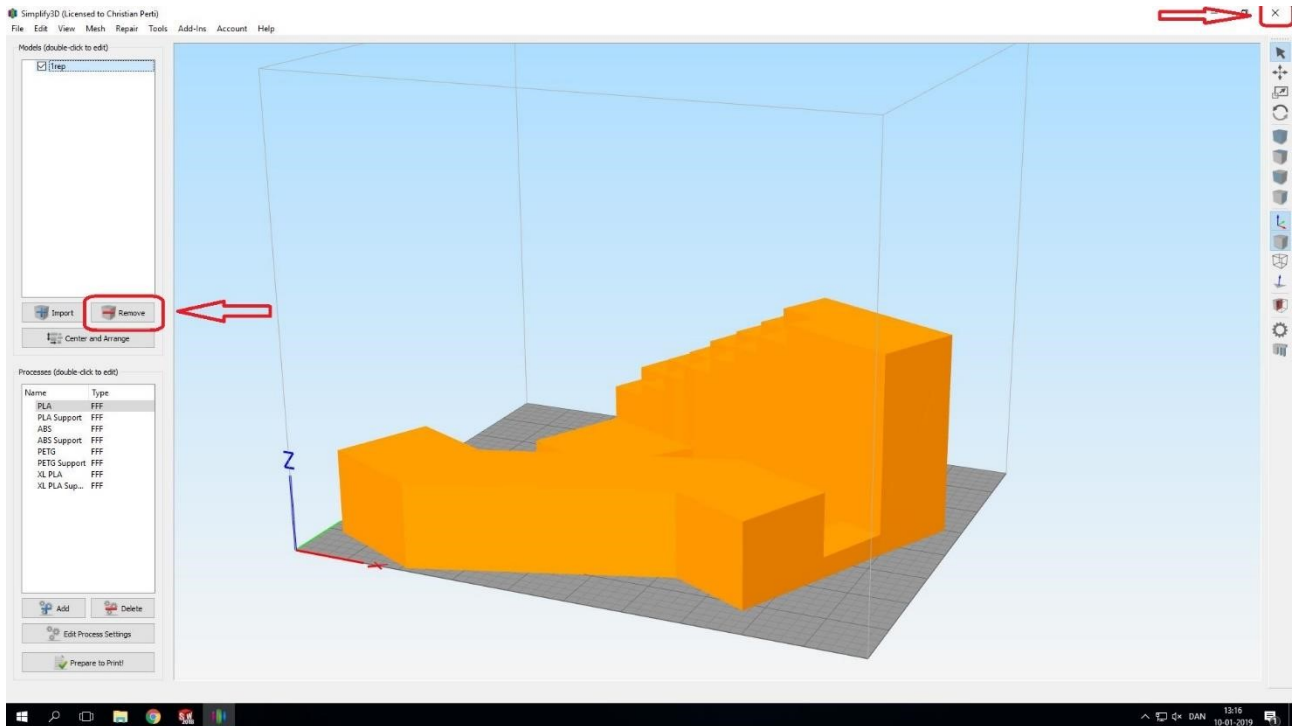 Simplify3D (Licensed to Christian Perti)
File Edit View Mesh Repair Tools Add-Ins Account Help
Models (double-click to edit)
1rep
Import Remove
Center and Arrange
Processes (double-click to edit)
Name Type
PLA FFF
PLA Support FFF
ABS FFF
ABS Support FFF
PETG FFF
PETG Support FFF
XL PLA FFF
XL PLA Sup... FFF
Add Delete
Edit Process Settings
Prepare to Print!
Z
X
SW
2018
DAN
13:16
10-01-2019